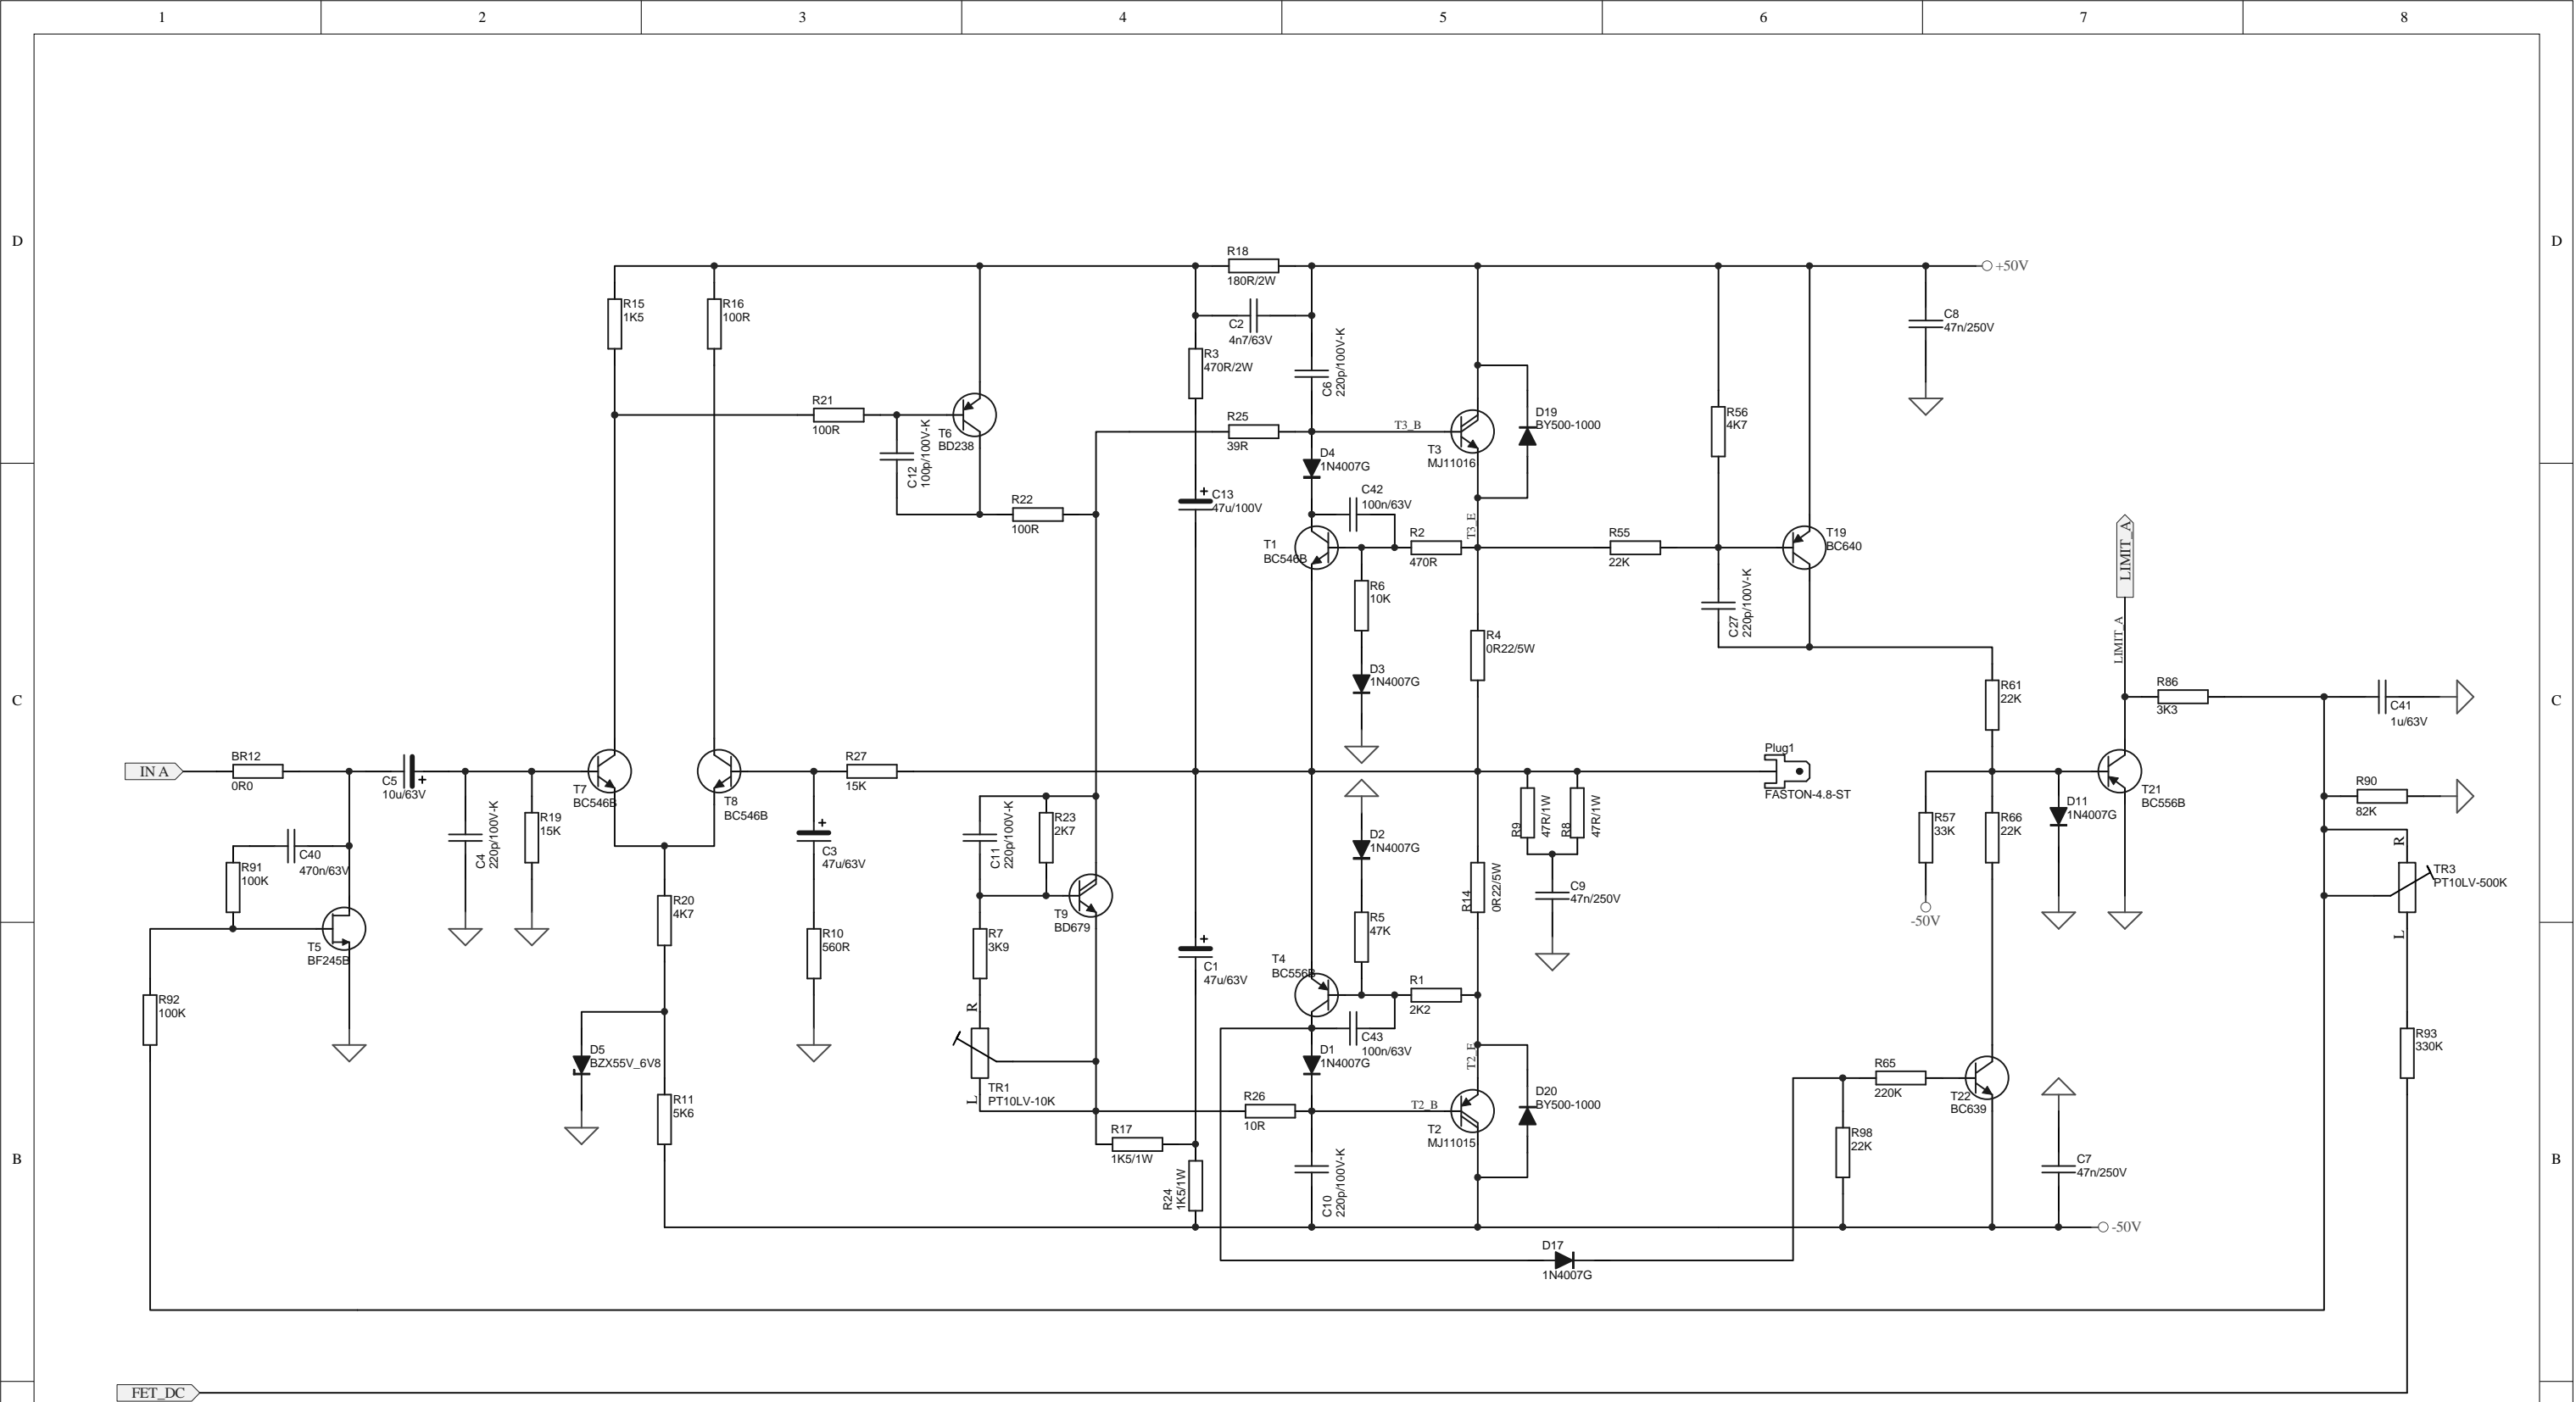 1 2 3 4 5 6 7 8
D
D
R18
180R/2W
+50V
R15
1K5
R16
100R
C2
4n7/63V
C8
47n/250V
R3
470R/2W
C6
220p/100V-K
R21
100R
T6
BD238
C12
100p/100V-K
R25
39R
T3_B
T3
MJ11016
D19
BY500-1000
R56
4K7
D4
1N4007G
R22
100R
C13
47u/100V
+
C42
100n/63V
T3_E
T1
BC546B
R2
470R
R55
22K
T19
BC640
LIMIT_A
LIMIT_A
R6
10K
C27
220p/100V-K
R4
0R22/5W
D3
1N4007G
C
C
R61
22K
R86
3K3
C41
1u/63V
IN A
BR12
0R0
C5
10u/63V
+
T7
BC546B
T8
BC546B
R27
15K
Plug1
FASTON-4.8-ST
T21
BC556B
R90
82K
C4
220p/100V-K
R19
15K
+
C3
47u/63V
C11
220p/100V-K
R23
2K7
D2
1N4007G
R9
47R/1W
R8
47R/1W
R57
33K
R66
22K
D11
1N4007G
R91
100K
C40
470n/63V
R
TR3
PT10LV-500K
L
R20
4K7
T9
BD679
R14
0R22/5W
C9
47n/250V
-50V
T5
BF245B
R10
560R
R7
3K9
+
C1
47u/63V
R5
47K
T4
BC556B
R1
2K2
R92
100K
R
C43
100n/63V
T2_E
D5
BZX55V_6V8
D1
1N4007G
R93
330K
TR1
PT10LV-10K
L
R65
220K
R11
5K6
R26
10R
T2_B
T2
MJ11015
D20
BY500-1000
T22
BC639
R17
1K5/1W
R98
22K
B
B
R24
1K5/1W
C10
220p/100V-K
C7
47n/250V
-50V
D17
1N4007G
FET_DC